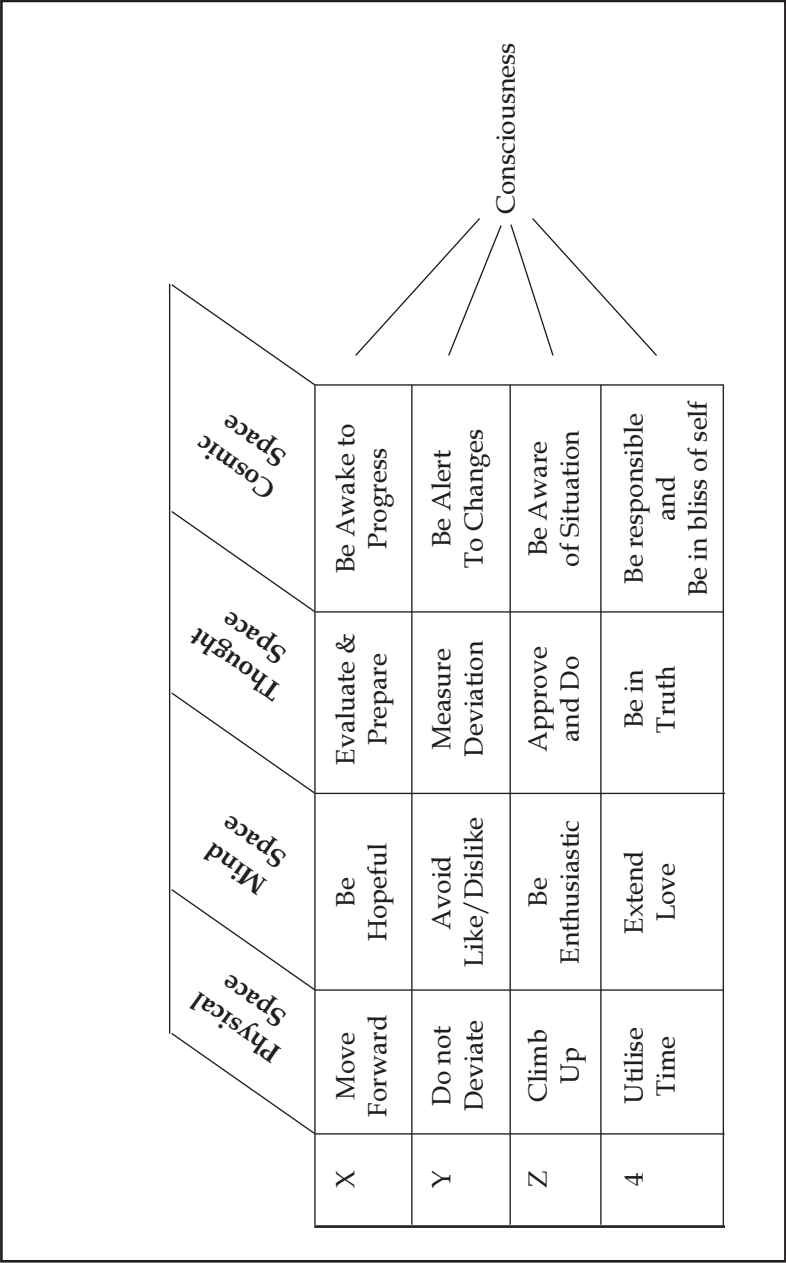 Physical
Space
Mind
Space
Thought
Space
Cosmic
Space
X
Move
Forward
Be
Hopeful
Evaluate &
Prepare
Be Awake to
Progress
Y
Do not
Deviate
Avoid
Like/Dislike
Measure
Deviation
Be Alert
To Changes
Z
Climb
Up
Be
Enthusiastic
Approve
and Do
Be Aware
of Situation
4
Utilise
Time
Extend
Love
Be in
Truth
Be responsible
and
Be in bliss of self
Consciousness